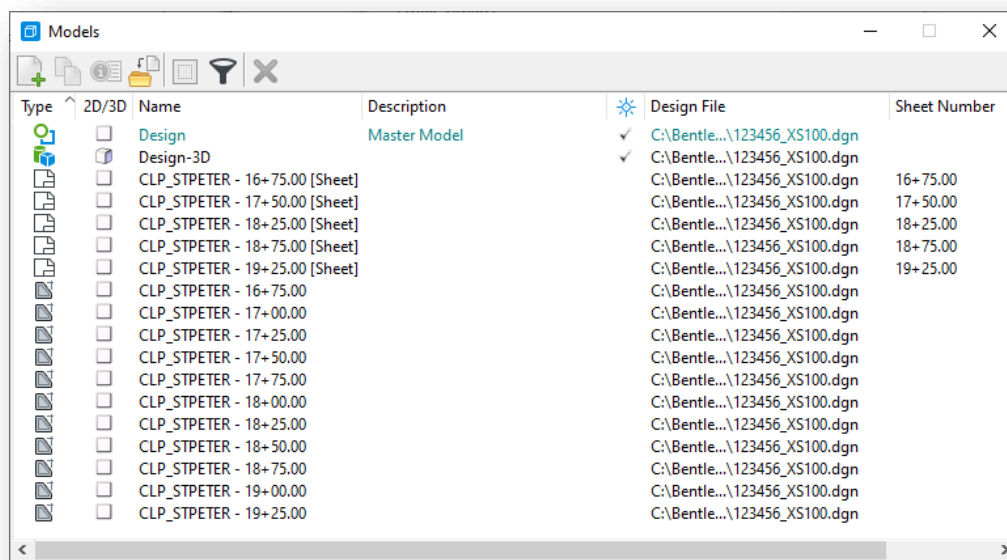 Models
Type 2D/3D Name Description Design File Sheet Number
Design Master Model C:\Bentle...\123456_XS100.dgn
Design-3D C:\Bentle...\123456_XS100.dgn
CLP_STPETER - 16+75.00 [Sheet] C:\Bentle...\123456_XS100.dgn 16+75.00
CLP_STPETER - 17+50.00 [Sheet] C:\Bentle...\123456_XS100.dgn 17+50.00
CLP_STPETER - 18+25.00 [Sheet] C:\Bentle...\123456_XS100.dgn 18+25.00
CLP_STPETER - 18+75.00 [Sheet] C:\Bentle...\123456_XS100.dgn 18+75.00
CLP_STPETER - 19+25.00 [Sheet] C:\Bentle...\123456_XS100.dgn 19+25.00
CLP_STPETER - 16+75.00 C:\Bentle...\123456_XS100.dgn
CLP_STPETER - 17+00.00 C:\Bentle...\123456_XS100.dgn
CLP_STPETER - 17+25.00 C:\Bentle...\123456_XS100.dgn
CLP_STPETER - 17+50.00 C:\Bentle...\123456_XS100.dgn
CLP_STPETER - 17+75.00 C:\Bentle...\123456_XS100.dgn
CLP_STPETER - 18+00.00 C:\Bentle...\123456_XS100.dgn
CLP_STPETER - 18+25.00 C:\Bentle...\123456_XS100.dgn
CLP_STPETER - 18+50.00 C:\Bentle...\123456_XS100.dgn
CLP_STPETER - 18+75.00 C:\Bentle...\123456_XS100.dgn
CLP_STPETER - 19+00.00 C:\Bentle...\123456_XS100.dgn
CLP_STPETER - 19+25.00 C:\Bentle...\123456_XS100.dgn